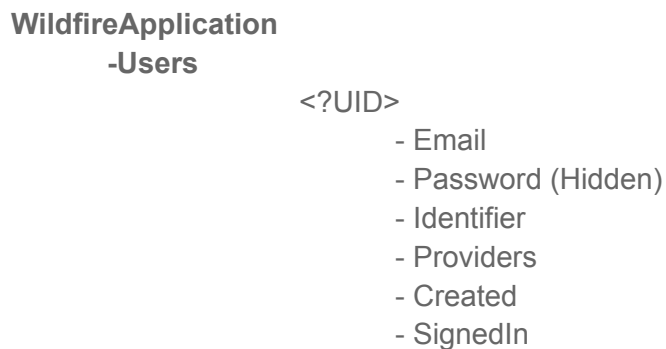 WildfireApplication
-Users
<?UID>
- Email
- Password (Hidden)
- Identifier
- Providers
- Created
- SignedIn